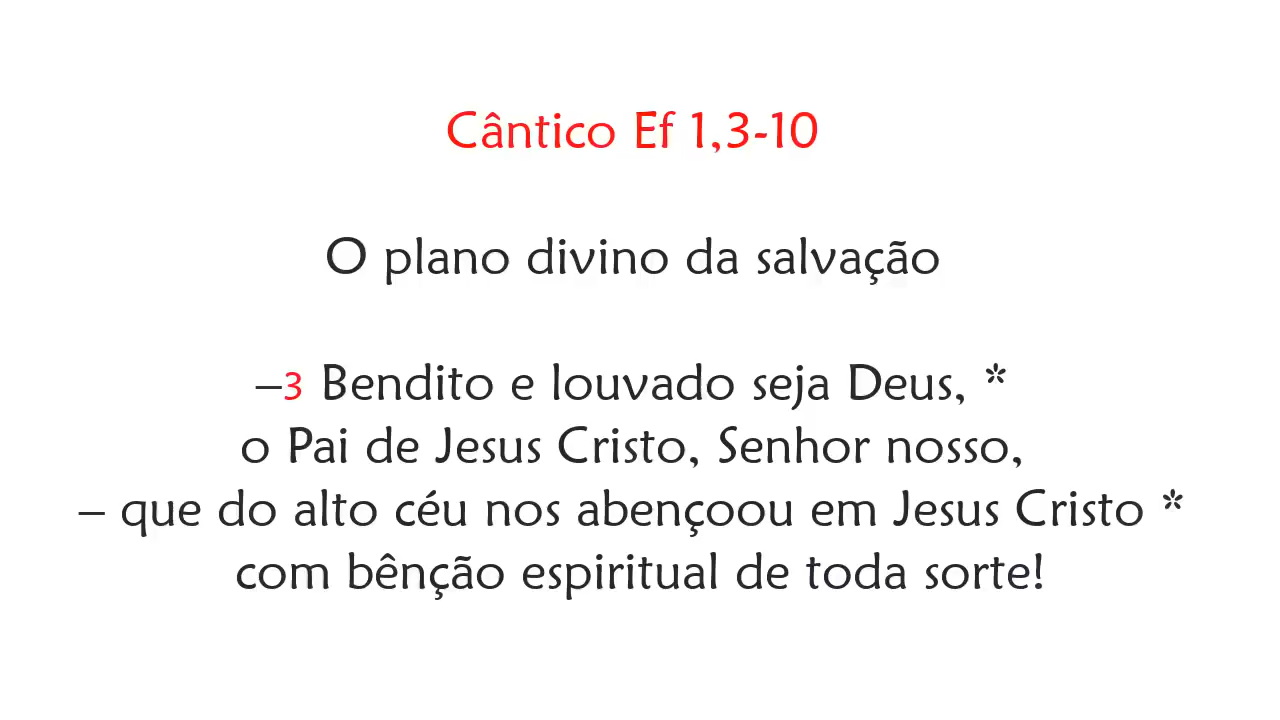 Cântico Ef 1,3-10
O plano divino da salvação
–3 Bendito e louvado seja Deus, *
o Pai de Jesus Cristo, Senhor nosso,
– que do alto céu nos abençoou em Jesus Cristo *
com bênção espiritual de toda sorte!